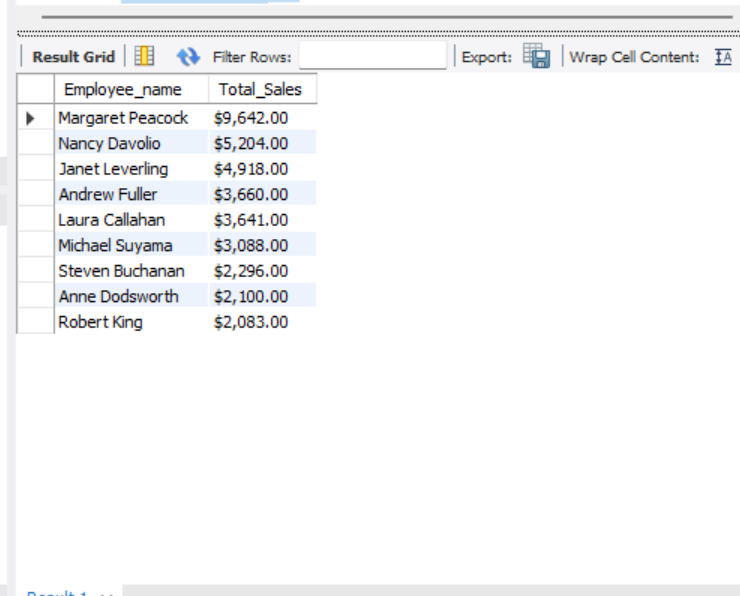 Result Grid Filter Rows: Export: Wrap Cell Content: IA
Employee_name Total_Sales
Margaret Peacock $9,642.00
Nancy Davolio $5,204.00
Janet Leverling $4,918.00
Andrew Fuller $3,660.00
Laura Callahan $3,641.00
Michael Suyama $3,088.00
Steven Buchanan $2,296.00
Anne Dodsworth $2,100.00
Robert King $2,083.00